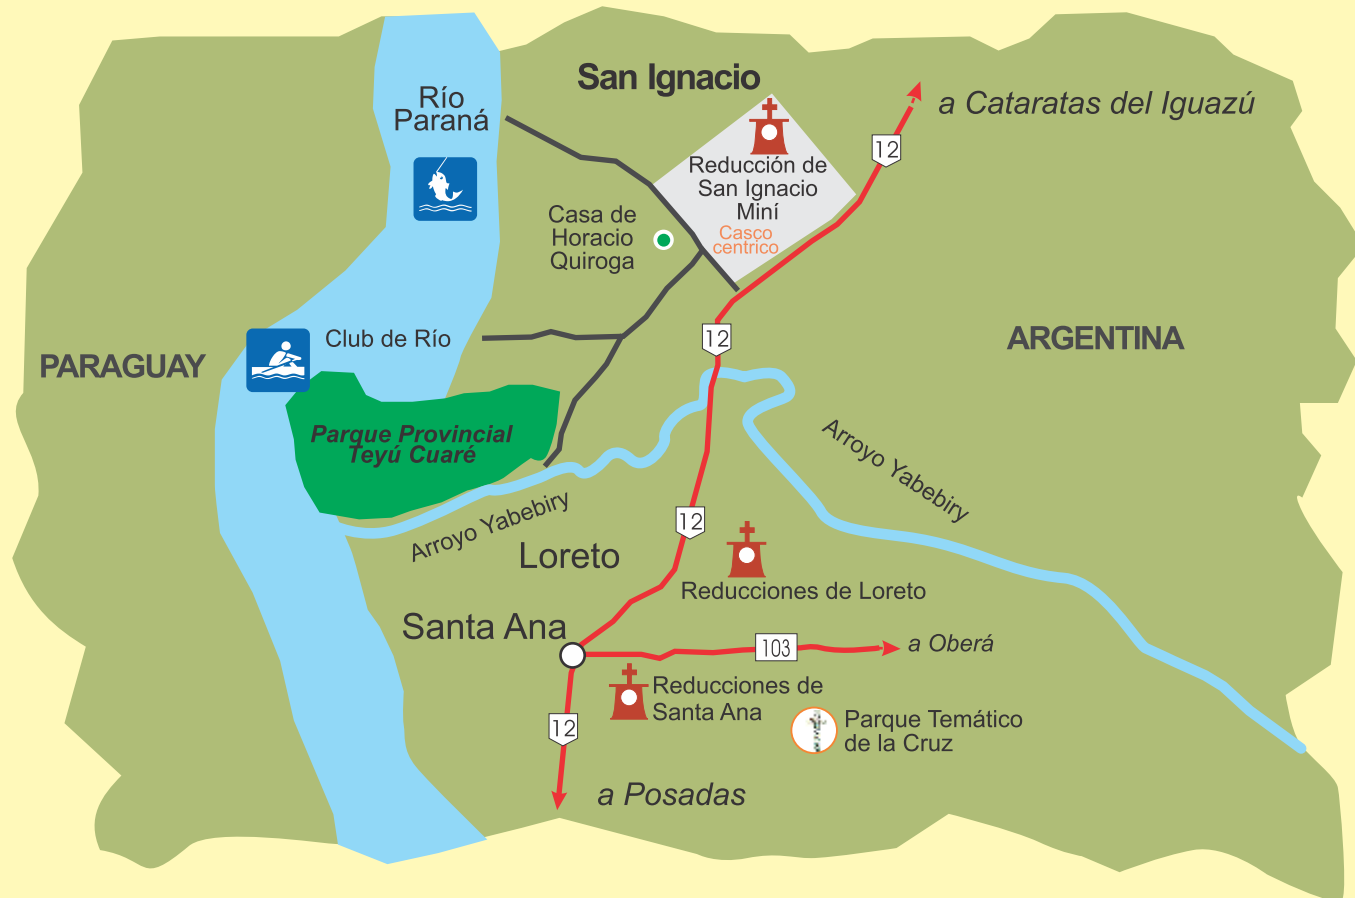 San Ignacio
a Cataratas del Iguazú
Río
Paraná
12
Reducción de
San Ignacio
Miní
Casco
centrico
Casa de
Horacio
Quiroga
12
Club de Río
ARGENTINA
PARAGUAY
Parque Provincial
Teyú Cuaré
Arroyo Yabebiry
Arroyo Yabebiry
12
Loreto
Reducciones de Loreto
Santa Ana
103
a Oberá
Reducciones de
Santa Ana
12
Parque Temático
de la Cruz
a Posadas